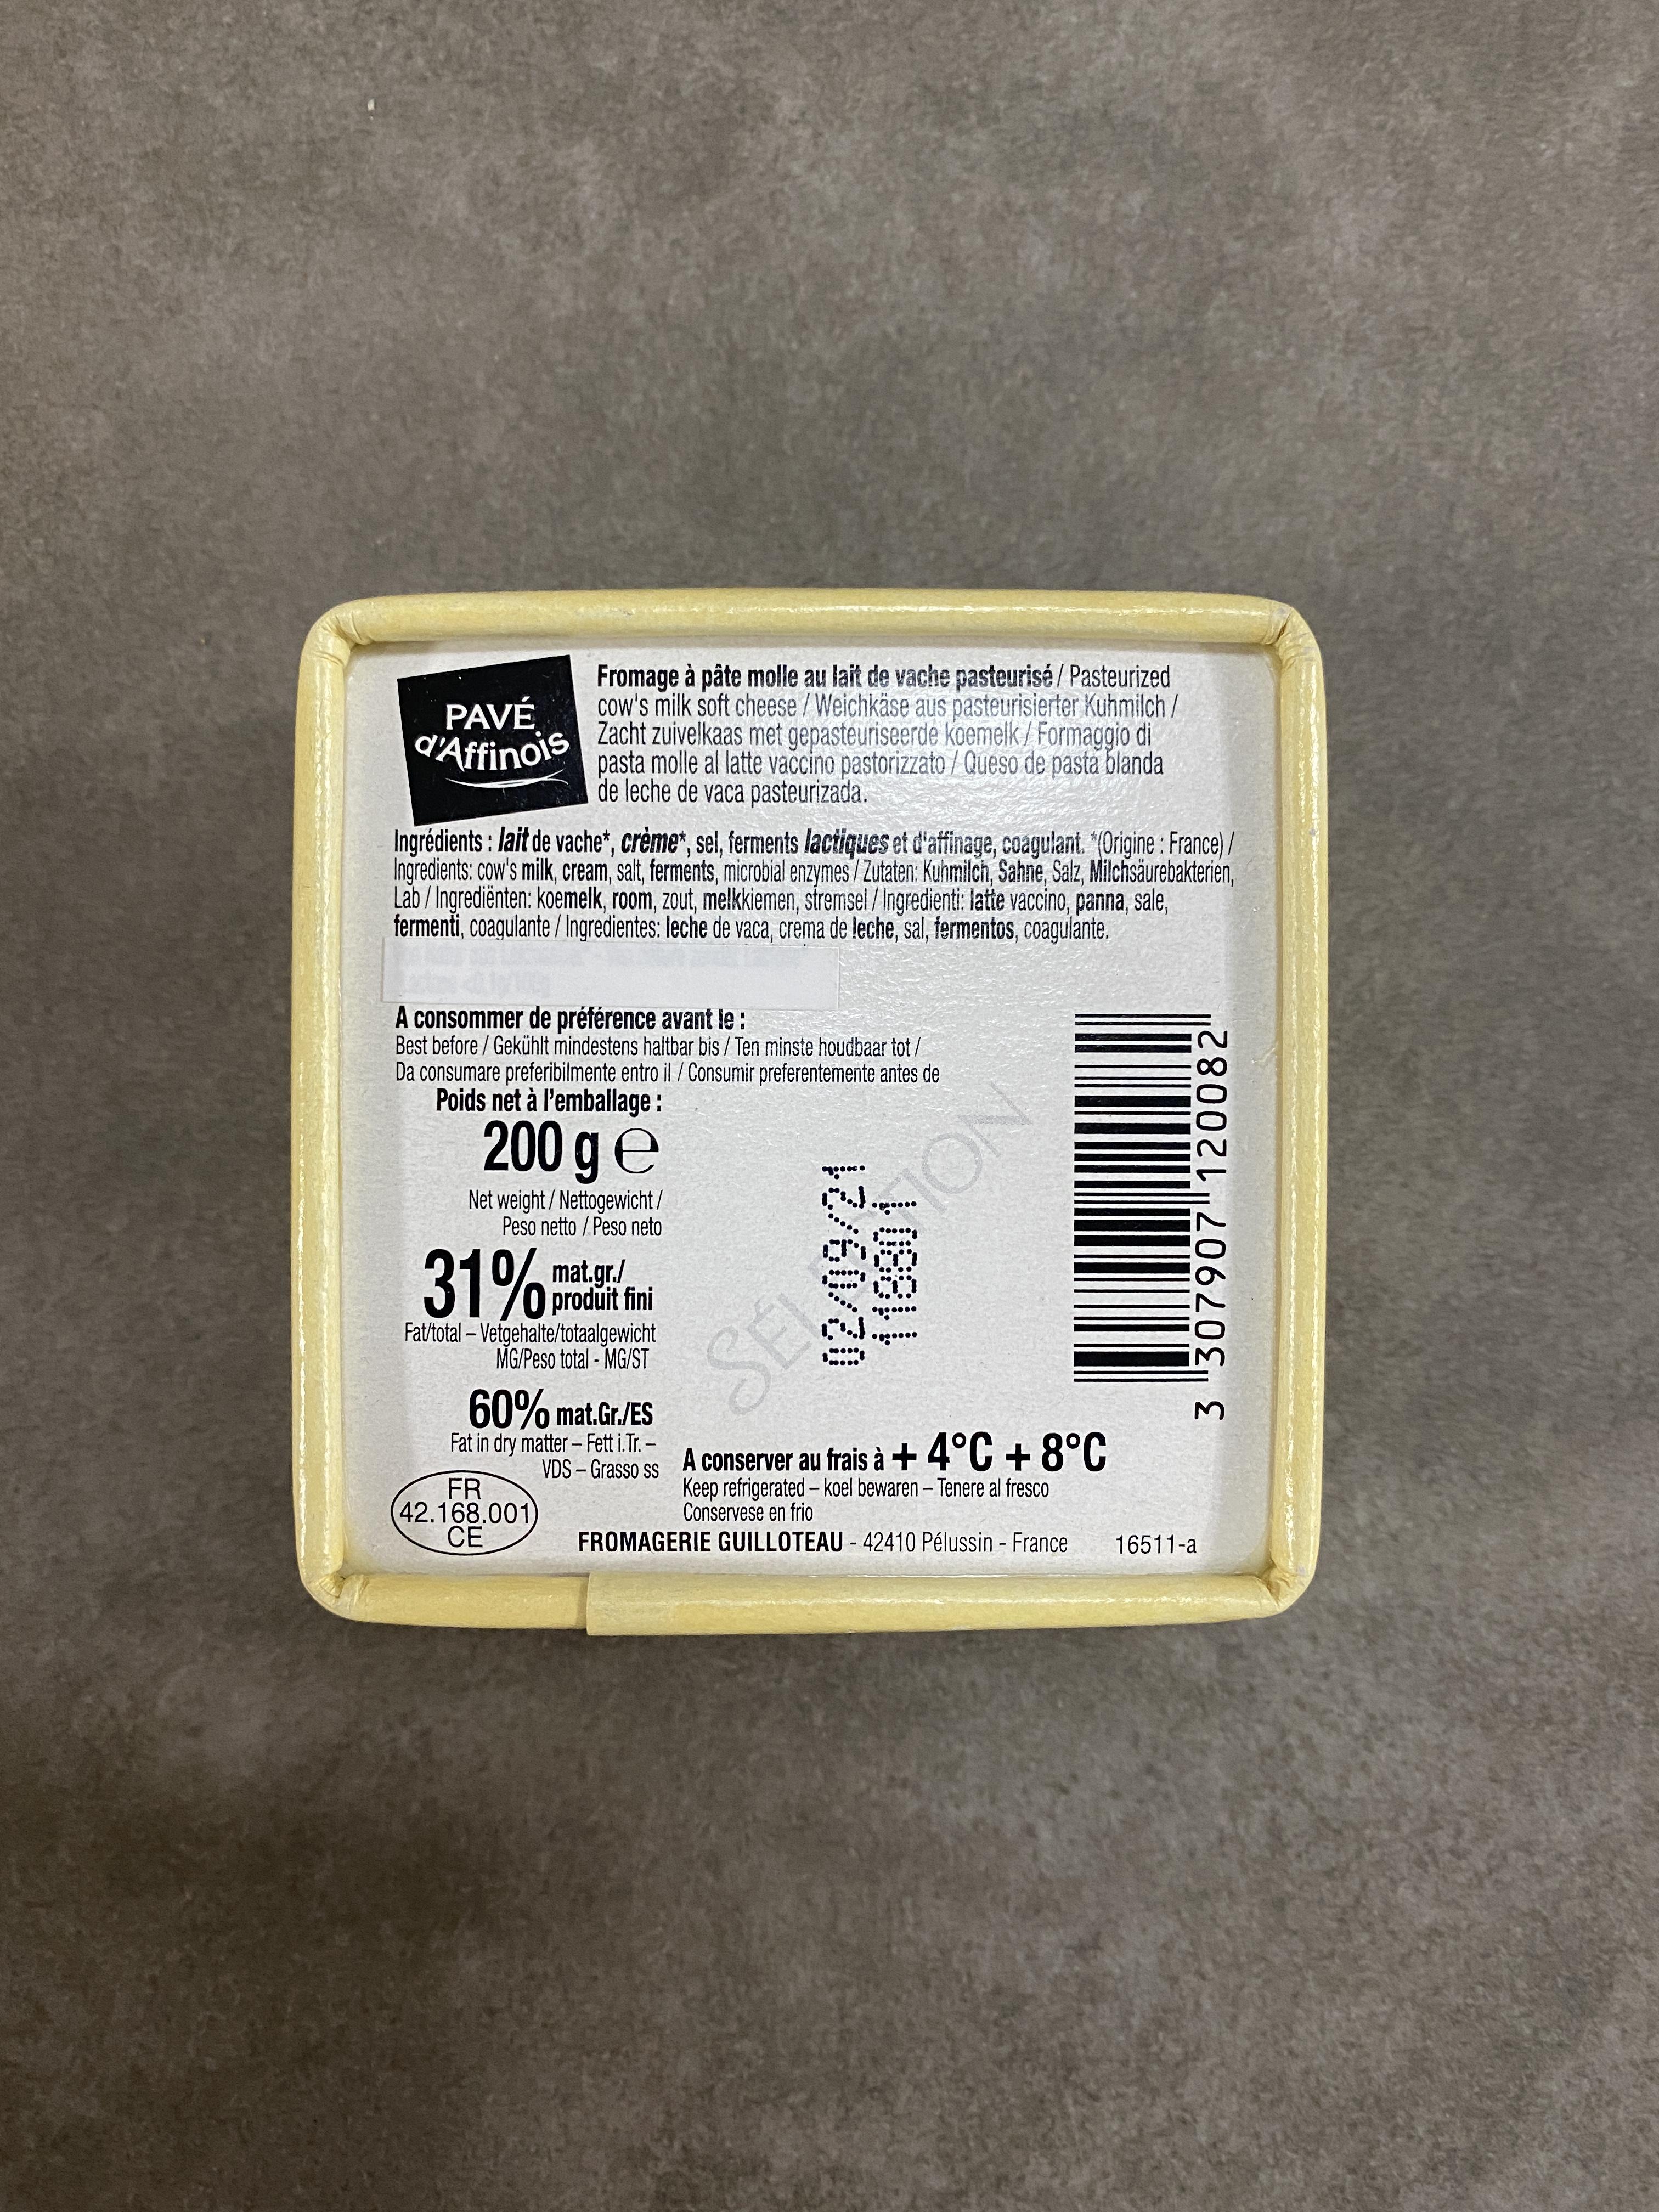 PAVÉ
d'Affinois
Fromage à pâte molle au lait de vache pasteurisé / Pasteurized
cow's milk soft cheese / Weichkäse aus pasteurisierter Kuhmilch /
Zacht zuivelkaas met gepasteuriseerde koemelk / Formaggio di
pasta molle al latte vaccino pastorizzato / Queso de pasta blanda
de leche de vaca pasteurizada.
Ingrédients : lait de vache*, crème*, sel, ferments lactiques et d'affinage, coagulant. *(Origine : France) /
Ingredients: cow's milk, cream, salt, ferments, microbial enzymes / Zutaten: Kuhmilch, Sahne, Salz, Milchsäurebakterien,
Lab / Ingrediënten: koemelk, room, zout, melkkiemen, stremsel / Ingredienti: latte vaccino, panna, sale,
fermenti, coagulante / Ingredientes: leche de vaca, crema de leche, sal, fermentos, coagulante.
A consommer de préférence avant le :
Best before / Gekühlt mindestens haltbar bis / Ten minste houdbaar tot /
Da consumare preferibilmente entro il / Consumir preferentemente antes de
Poids net à l'emballage :
200 g e
Net weight / Nettogewicht /
Peso netto / Peso neto
31% mat.gr./
produit fini
Fat/total – Vetgehalte/totaalgewicht
MG/Peso total - MG/ST
60% mat.Gr./ES
Fat in dry matter – Fett i.Tr. –
VDS – Grasso ss
FR
42.168.001
CE
SÉLECTION
02/09/21
118801
3 307907 120082
A conserver au frais à + 4°C + 8°C
Keep refrigerated – koel bewaren – Tenere al fresco
Conservese en frio
FROMAGERIE GUILLOTEAU - 42410 Pélussin - France
16511-a